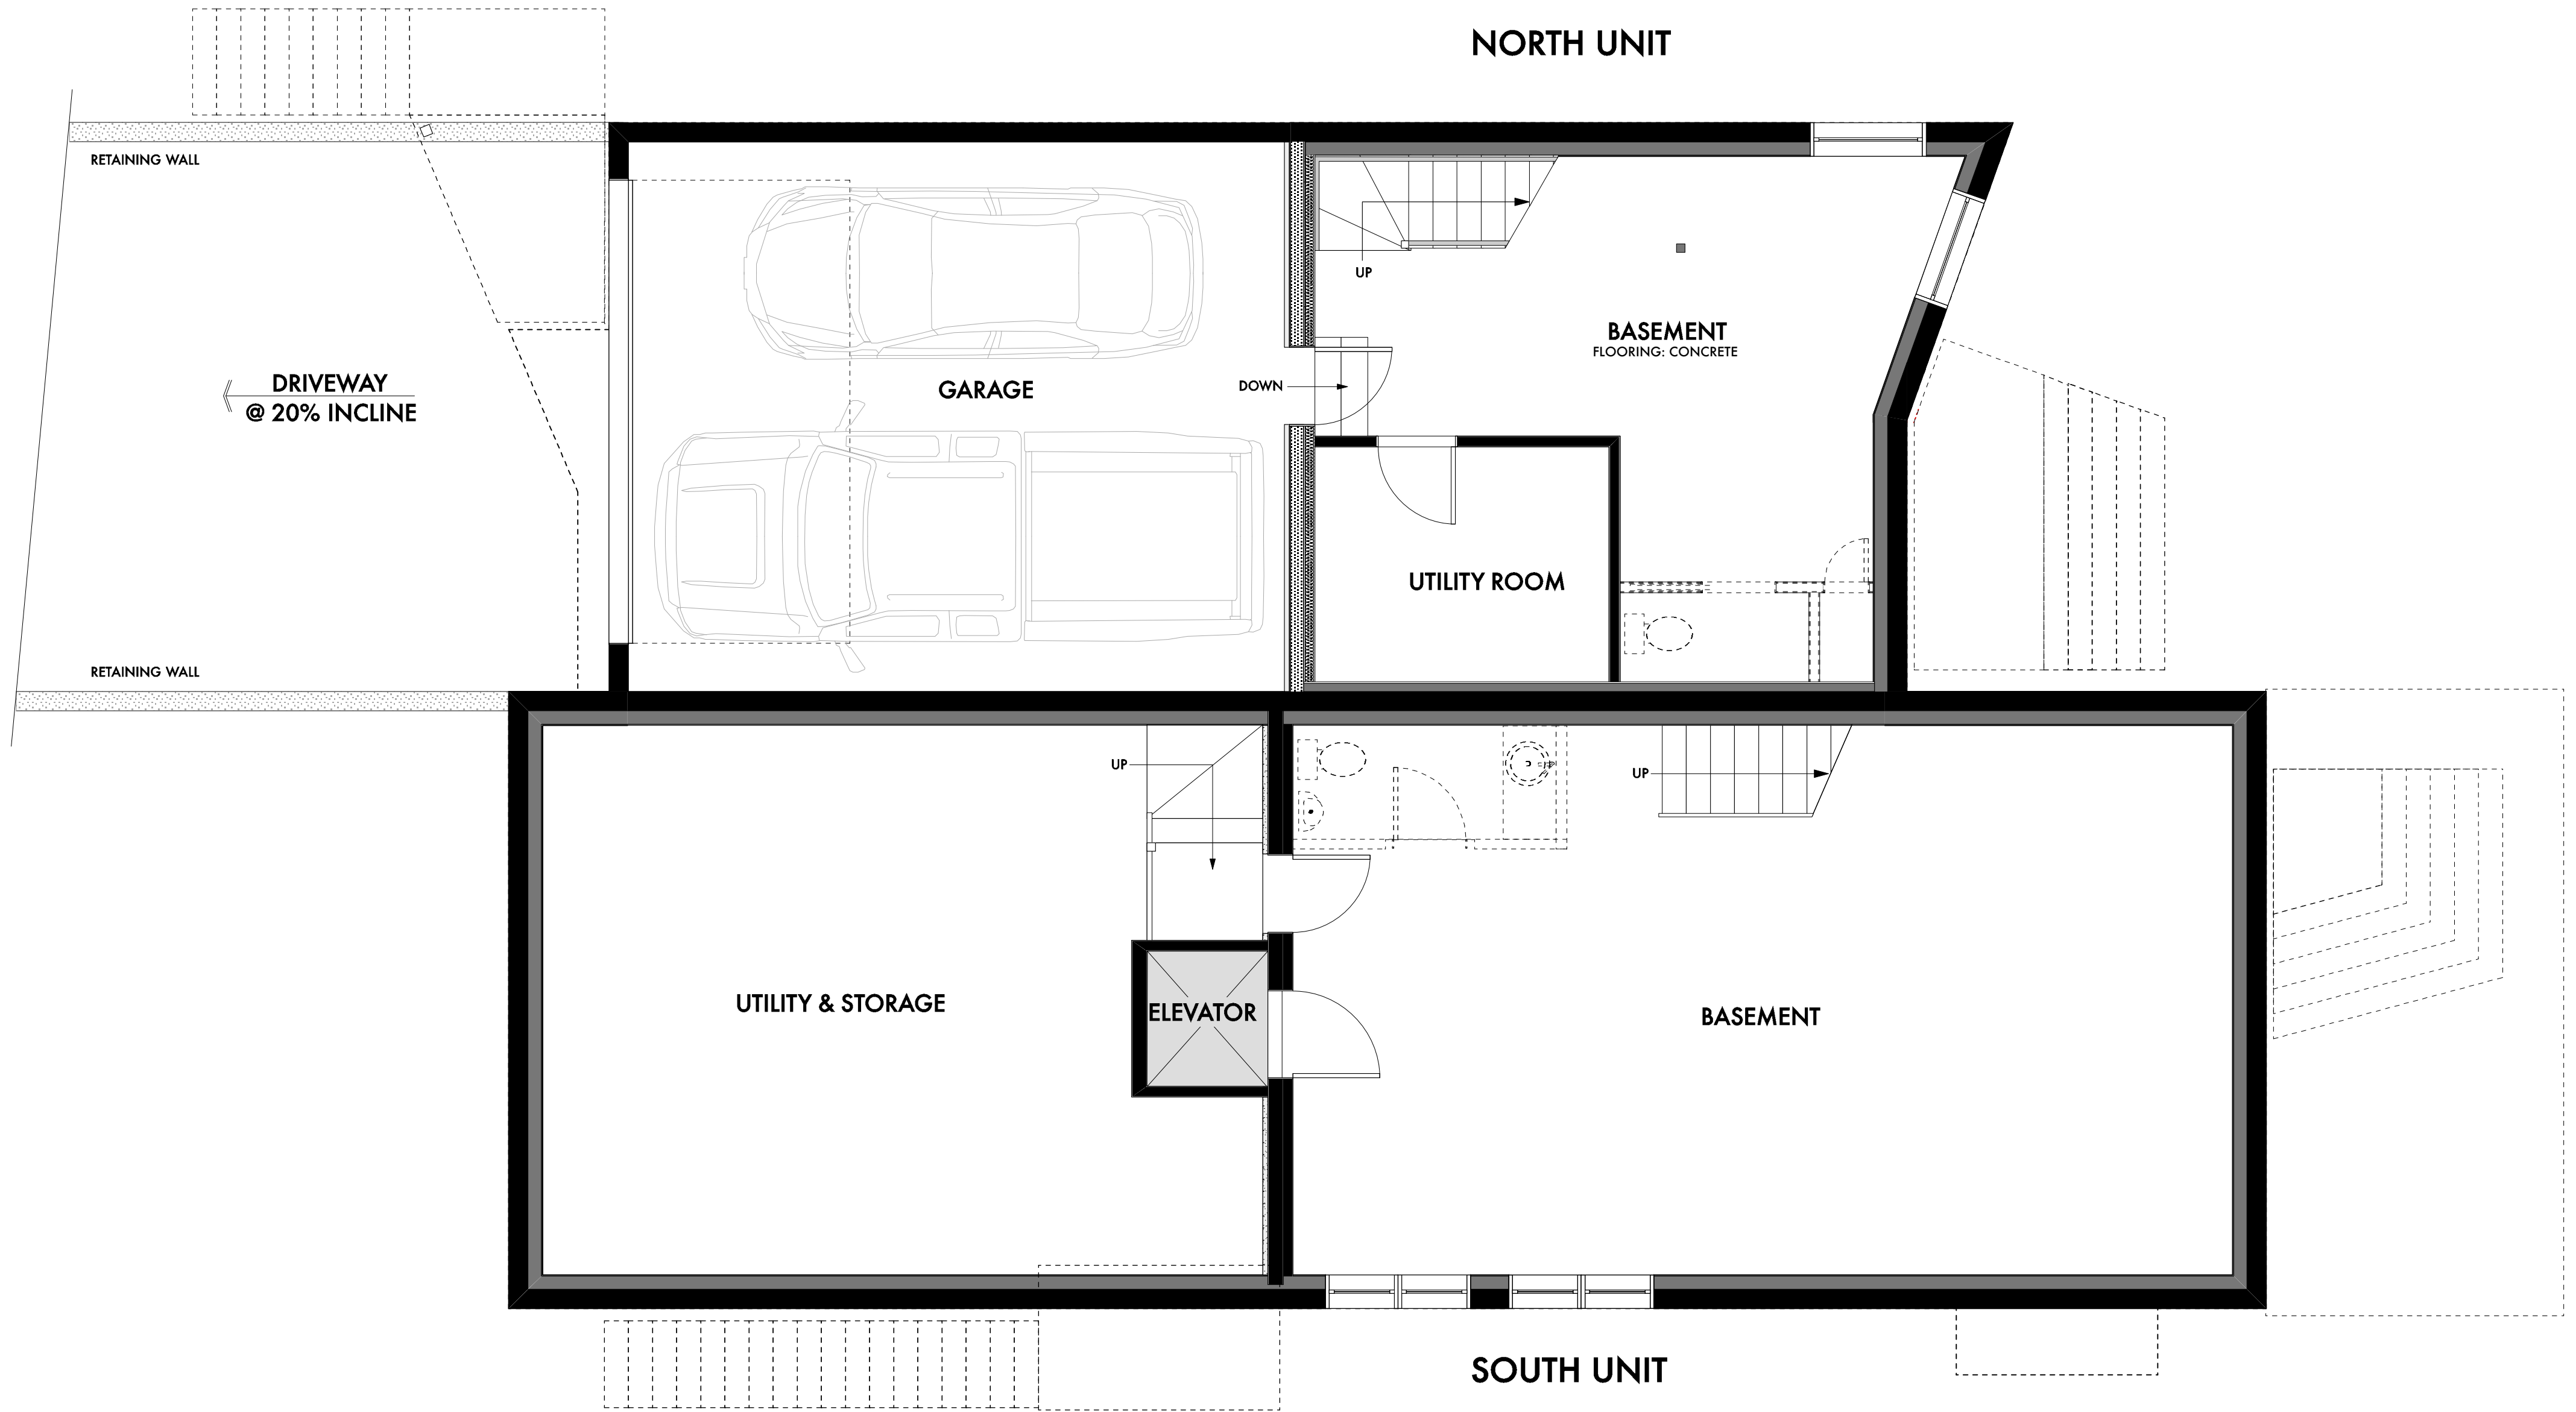 NORTH UNIT
RETAINING WALL
UP
BASEMENT
FLOORING: CONCRETE
DRIVEWAY
@ 20% INCLINE
GARAGE
DOWN
UTILITY ROOM
RETAINING WALL
UP
UP
UTILITY & STORAGE
ELEVATOR
BASEMENT
SOUTH UNIT